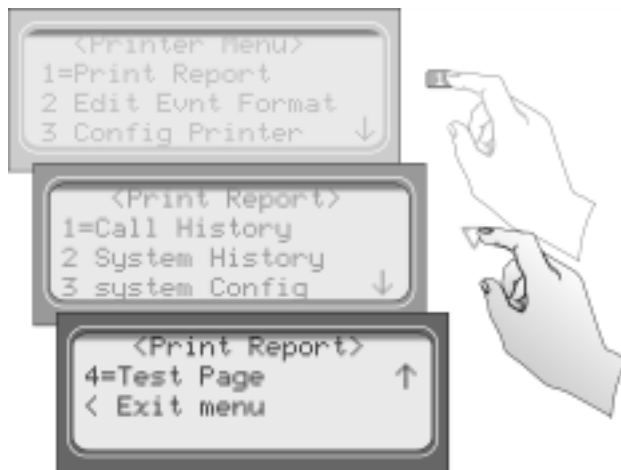 <Printer Menu>
1=Print Report
2 Edit Evnt Format
3 Config Printer ↓
1
<Print Report>
1=Call History
2 System History
3 system Config ↓
<Print Report>
4=Test Page ↑
< Exit menu